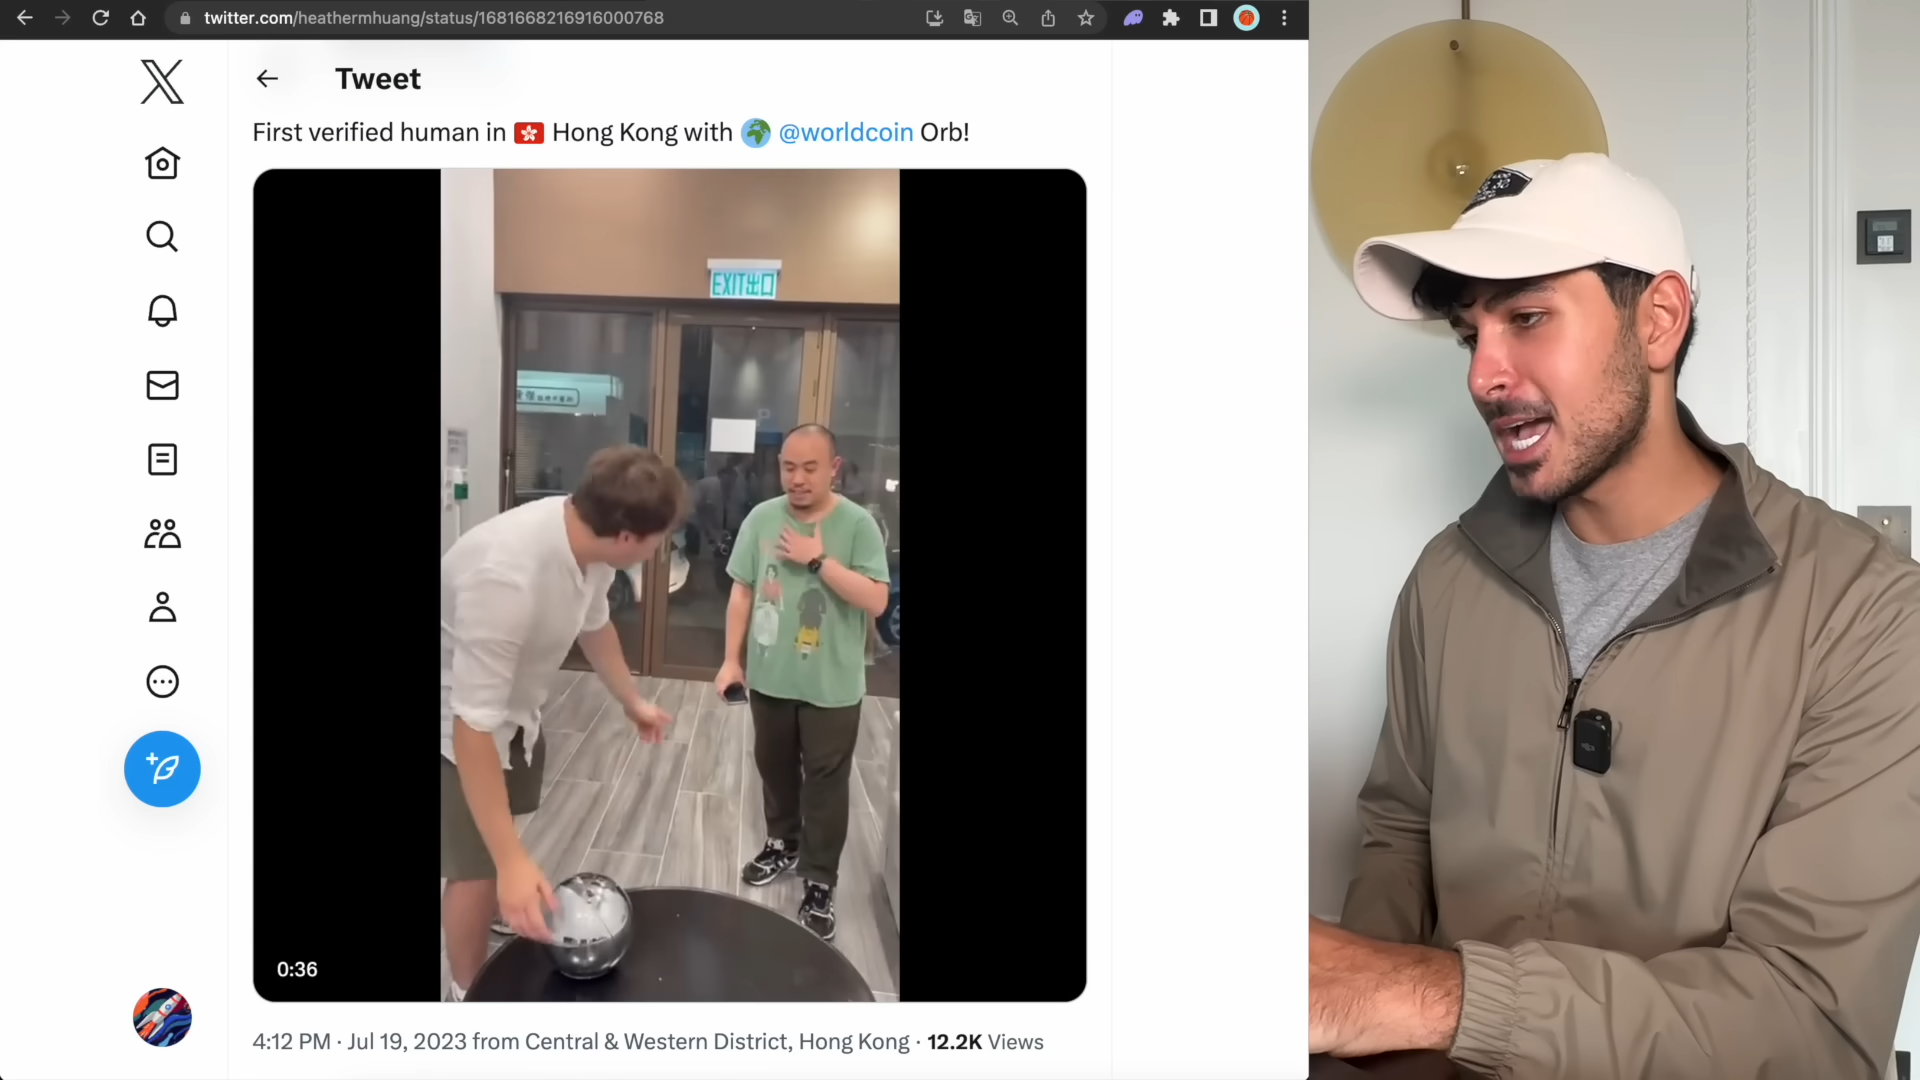 twitter.com/heathermhuang/status/1681668216916000768
Tweet
First verified human in 🇭🇰 Hong Kong with 🌍 @worldcoin Orb!
EXIT出口
0:36
4:12 PM · Jul 19, 2023 from Central & Western District, Hong Kong · 12.2K Views